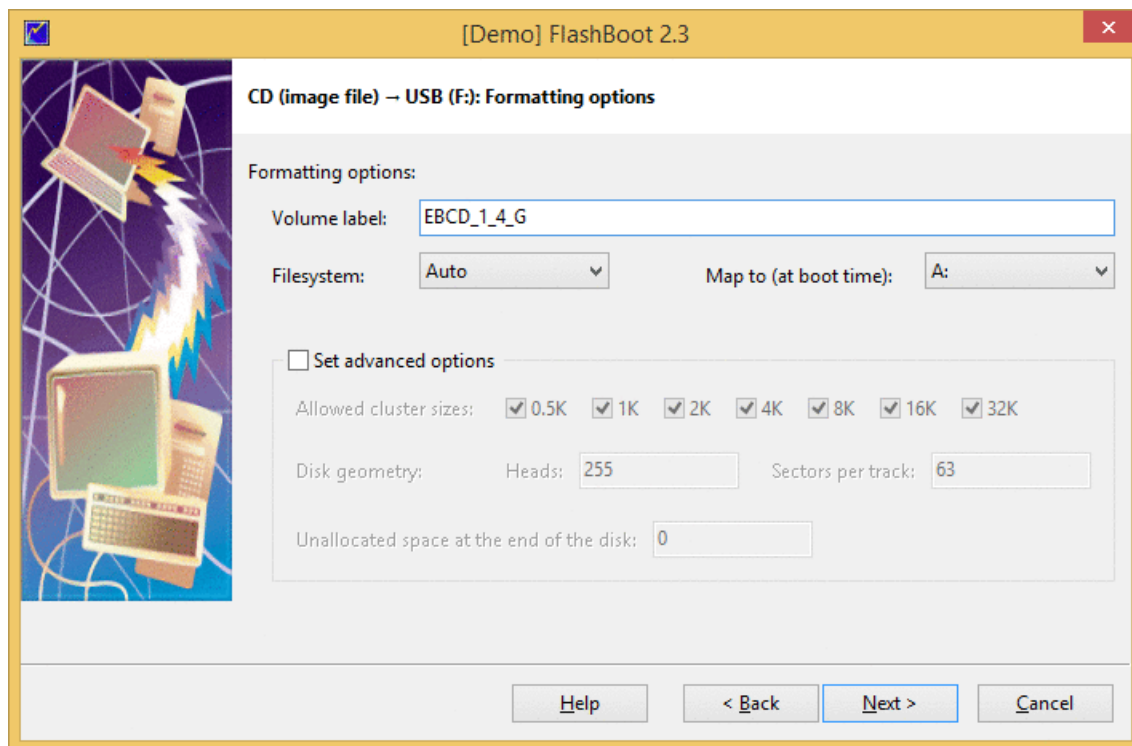 [Demo] FlashBoot 2.3
CD (image file) → USB (F:): Formatting options
Formatting options:
Volume label: EBCD_1_4_G
Filesystem: Auto Map to (at boot time): A:
Set advanced options
Allowed cluster sizes: 0.5K 1K 2K 4K 8K 16K 32K
Disk geometry: Heads: 255 Sectors per track: 63
Unallocated space at the end of the disk: 0
Help < Back Next > Cancel